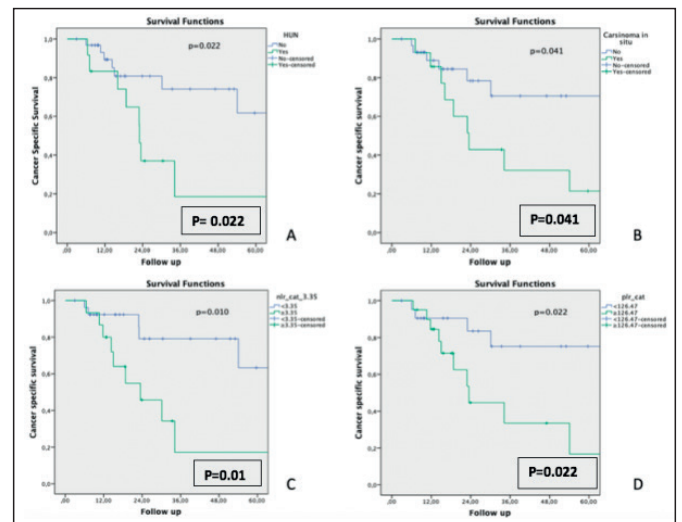 Survival Functions
HUN
No
Yes
No-censored
Yes-censored
p=0.022
Cancer Specific Survival
1,0
0,8
0,6
0,4
0,2
0,0
,00 12,00 24,00 36,00 48,00 60,00
Follow up
P= 0.022
A
Survival Functions
Carcinoma in
situ
No
Yes
No-censored
Yes-censored
p=0.041
Cancer Specific Survival
1,0
0,8
0,6
0,4
0,2
0,0
,00 12,00 24,00 36,00 48,00 60,00
Follow up
P=0.041
B
Survival Functions
nlr_cat_3.35
<3.35
≥3.35
<3.35-censored
≥3.35-censored
p=0.010
Cancer specific survival
1,0
0,8
0,6
0,4
0,2
0,0
,00 12,00 24,00 36,00 48,00 60,00
Follow up
P=0.01
C
Survival Functions
plr_cat
<126.47
≥126.47
<126.47-censored
≥126.47-censored
p=0.022
Cancer specific survival
1,0
0,8
0,6
0,4
0,2
0,0
,00 12,00 24,00 36,00 48,00 60,00
Follow up
P=0.022
D